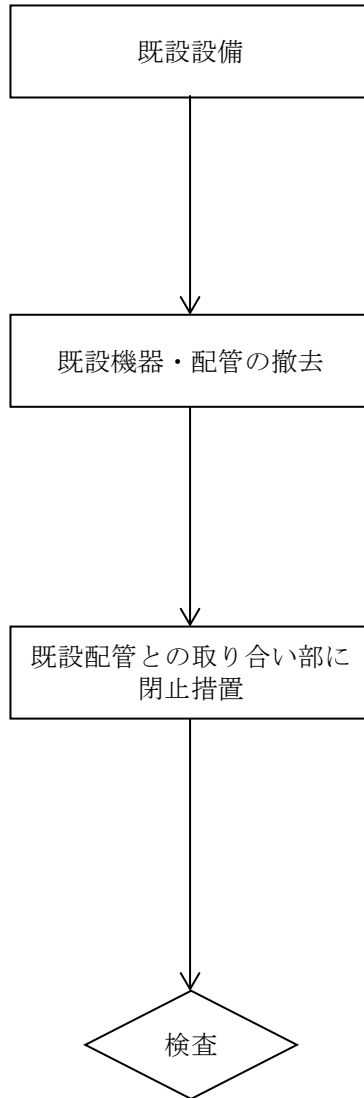 既設設備
既設機器・配管の撤去
既設配管との取り合い部に
閉止措置
検査